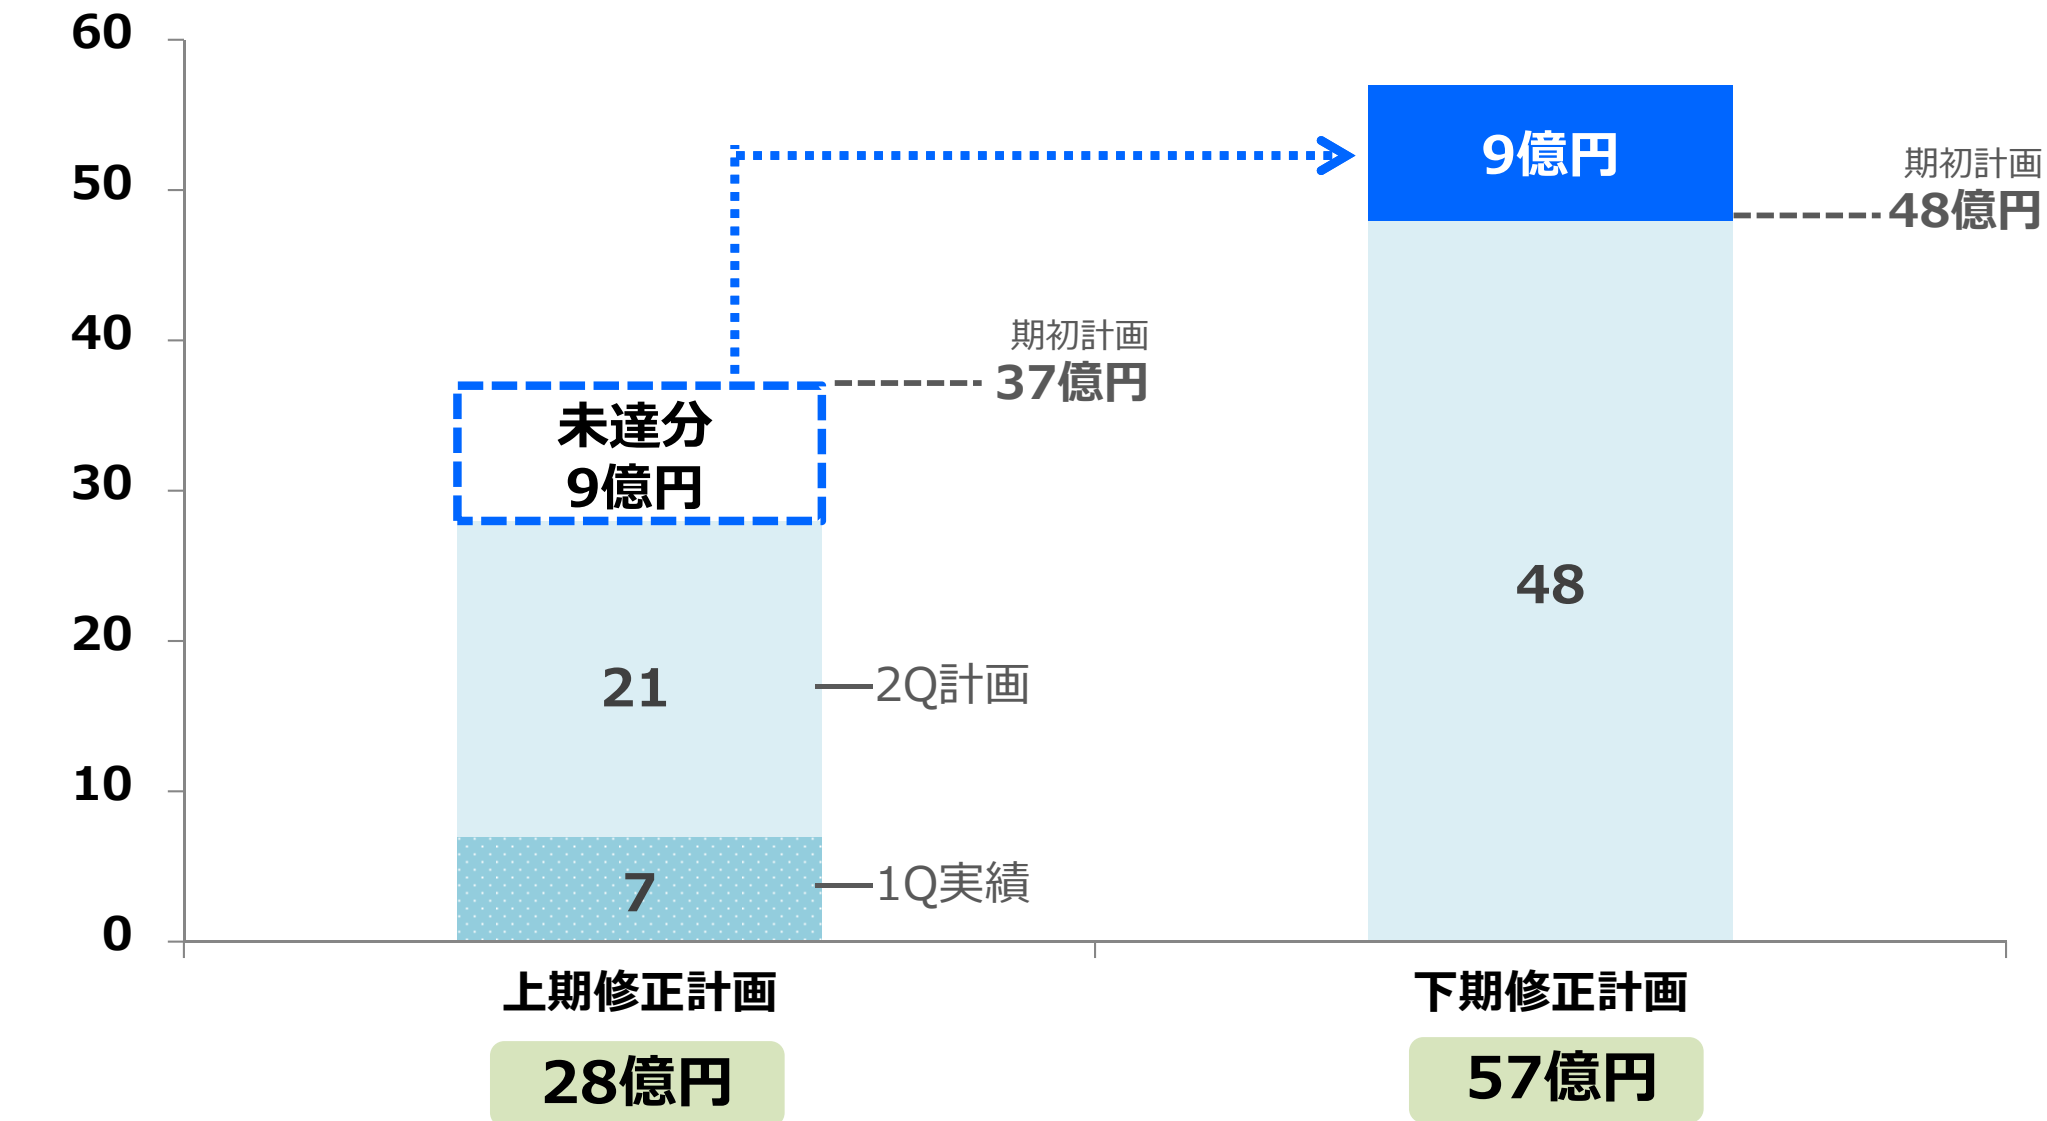 60
50
40
30
20
10
0
9億円
期初計画
48億円
期初計画
37億円
未達分
9億円
48
21
2Q計画
7
1Q実績
上期修正計画
下期修正計画
28億円
57億円